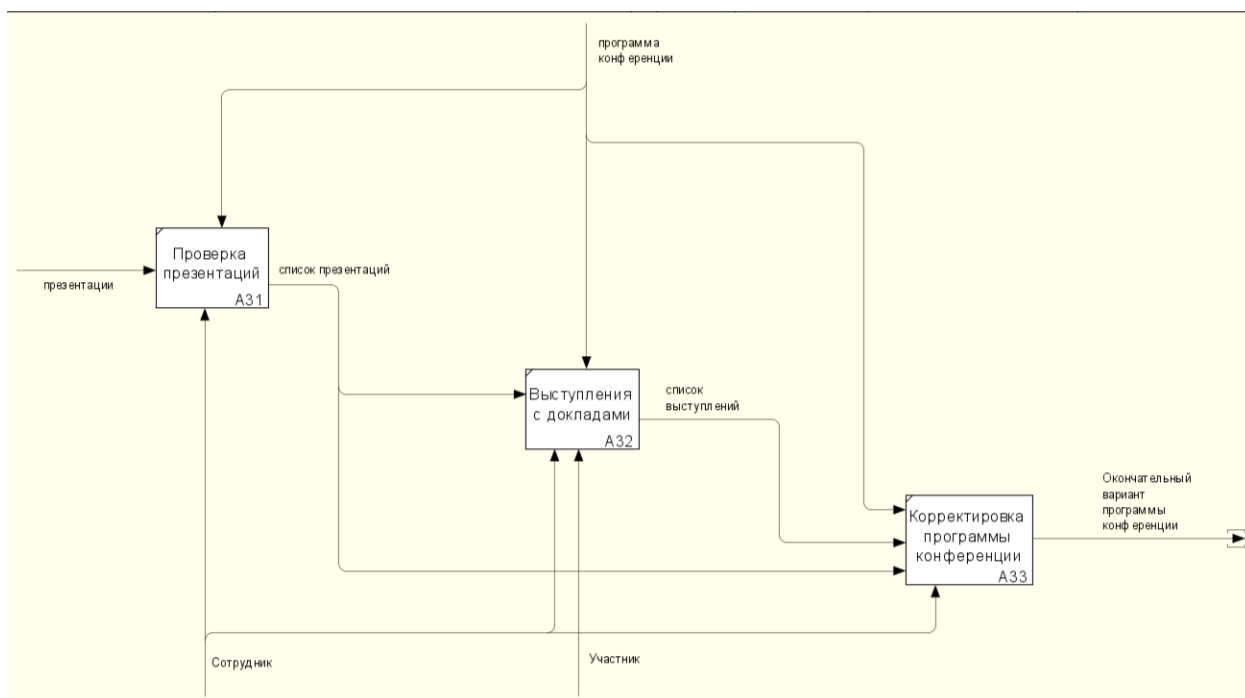 программа
конференции
Проверка
презентаций
А31
презентации
список презентаций
Выступления
с докладами
А32
список
выступлений
Корректировка
программы
конференции
А33
Окончательный
вариант
программы
конференции
Сотрудник
Участник